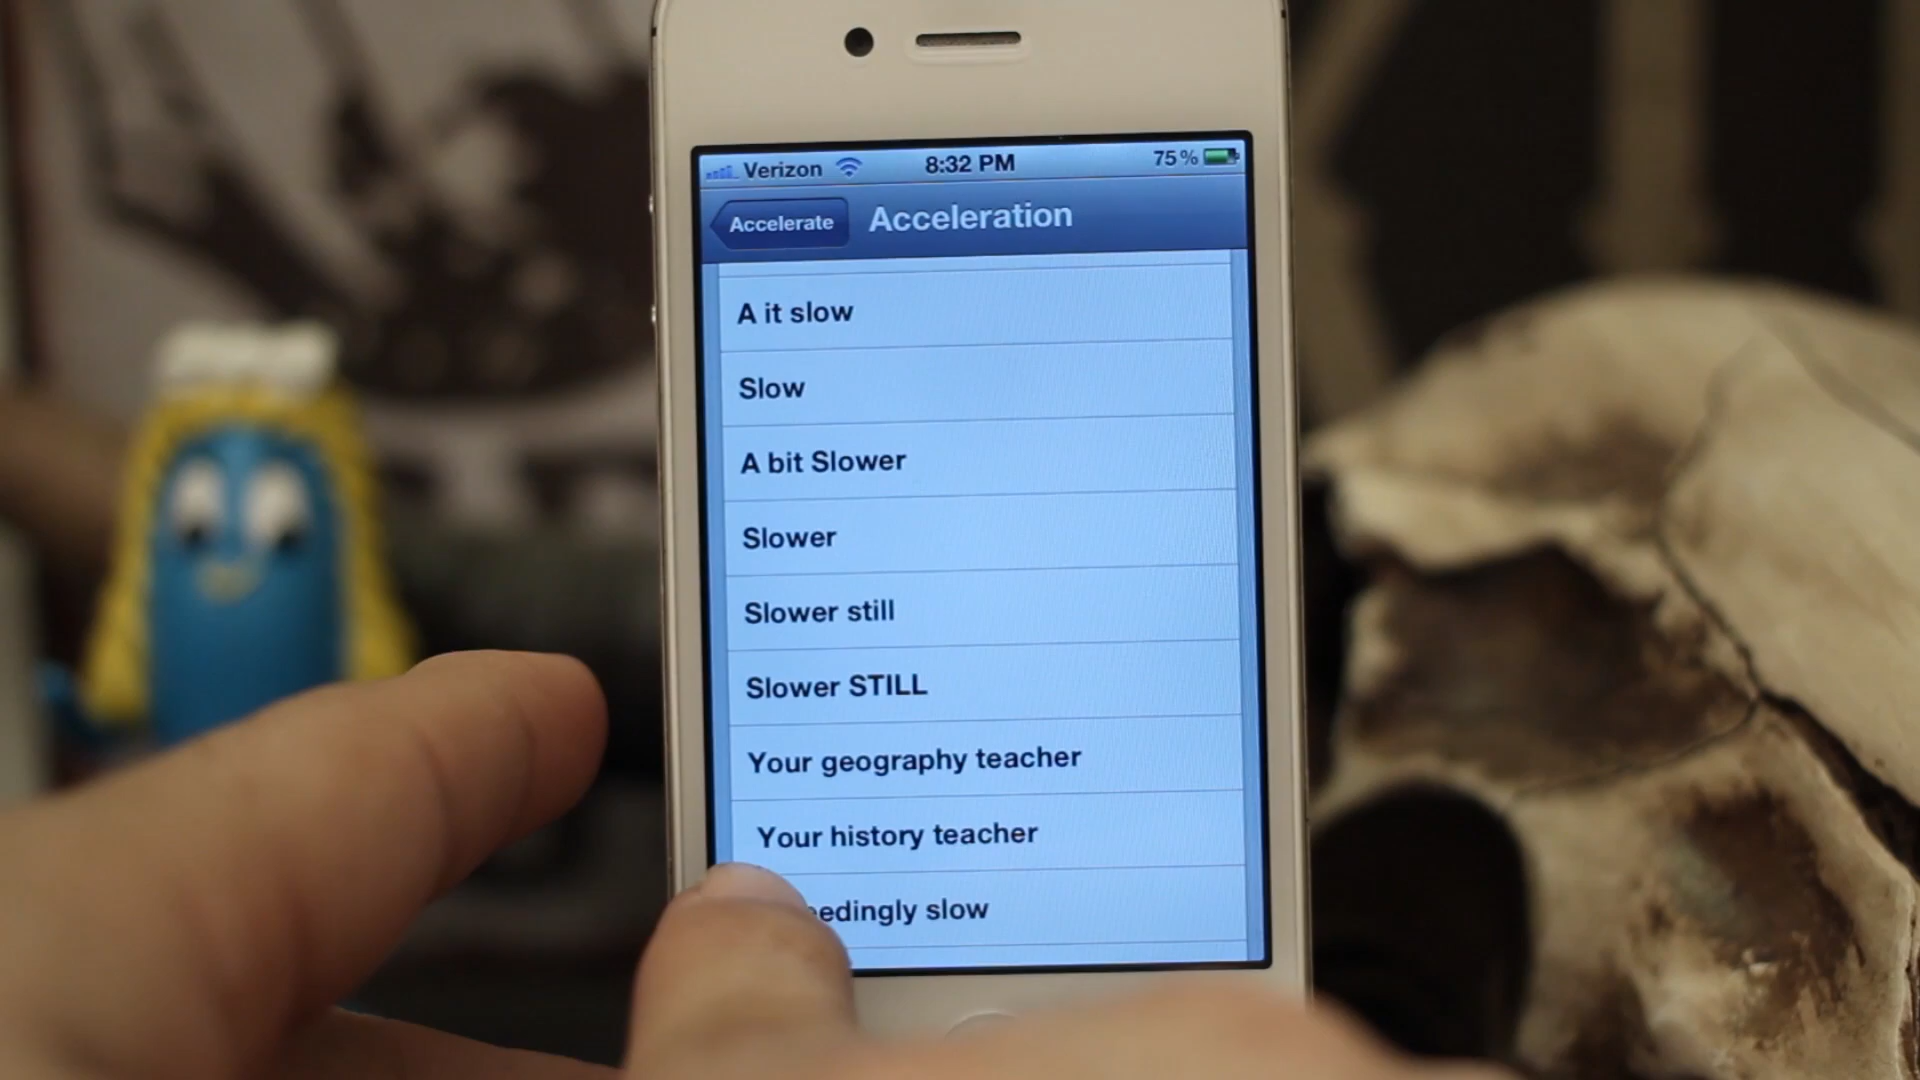 Verizon 8:32 PM 75%
Accelerate Acceleration
A it slow
Slow
A bit Slower
Slower
Slower still
Slower STILL
Your geography teacher
Your history teacher
slow